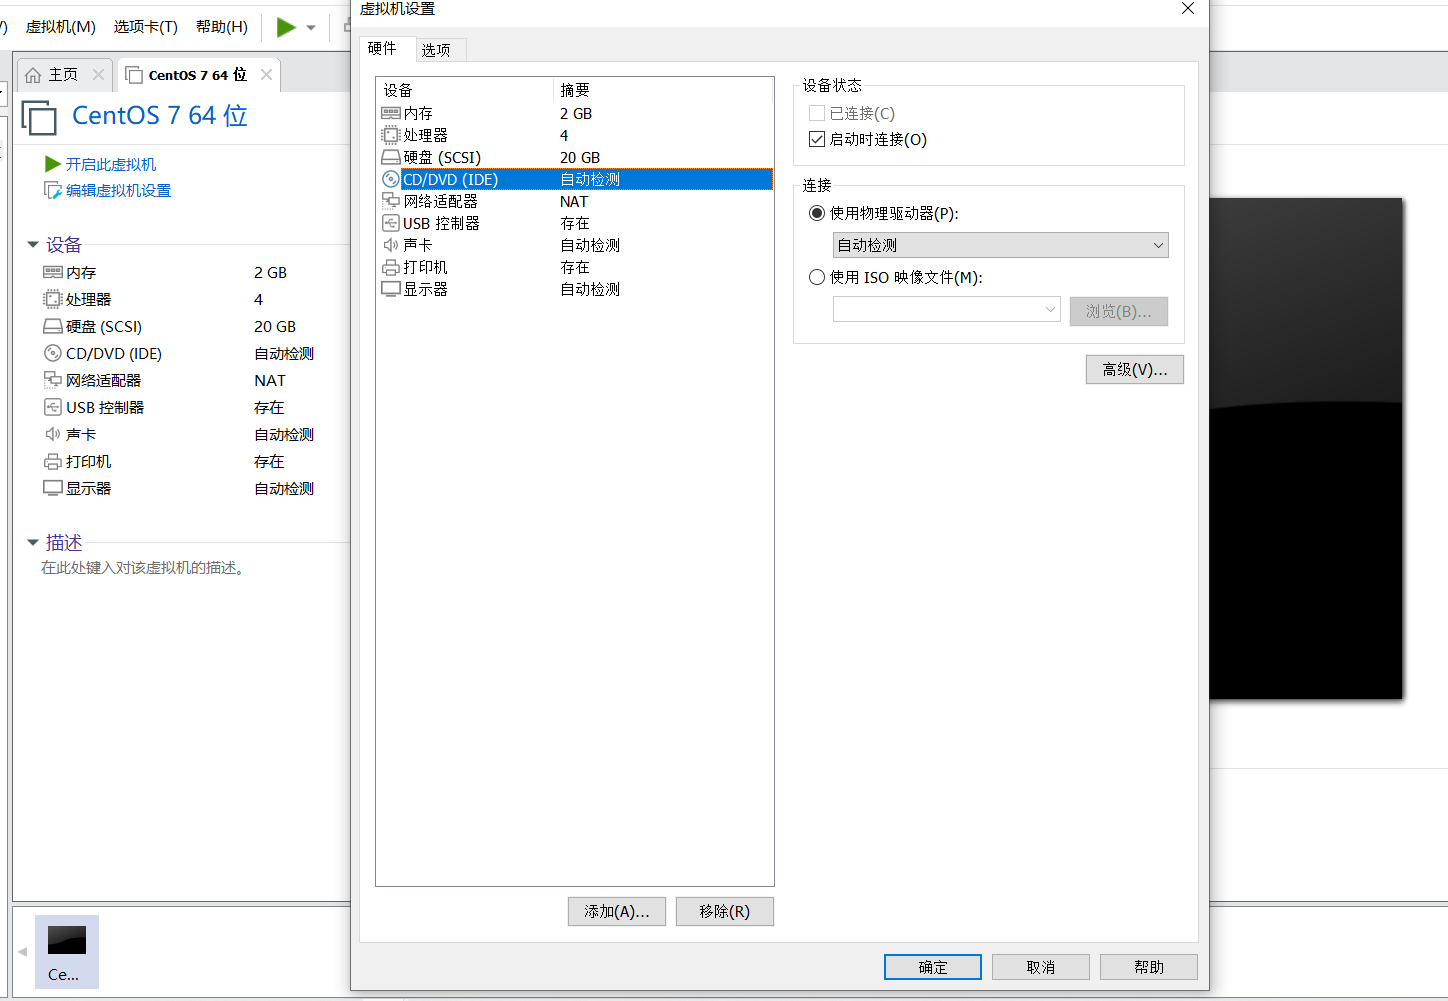 虚拟机设置
虚拟机(M) 选项卡(T) 帮助(H)
主页
CentOS 7 64 位
CentOS 7 64 位
开启此虚拟机
编辑虚拟机设置
设备
内存 2 GB
处理器 4
硬盘 (SCSI) 20 GB
CD/DVD (IDE) 自动检测
网络适配器 NAT
USB 控制器 存在
声卡 自动检测
打印机 存在
显示器 自动检测
描述
在此处键入对该虚拟机的描述。
Ce...
硬件 选项
设备 摘要
内存 2 GB
处理器 4
硬盘 (SCSI) 20 GB
CD/DVD (IDE) 自动检测
网络适配器 NAT
USB 控制器 存在
声卡 自动检测
打印机 存在
显示器 自动检测
添加(A)... 移除(R)
设备状态
已连接(C)
启动时连接(O)
连接
使用物理驱动器(P):
自动检测
使用 ISO 映像文件(M):
浏览(B)...
高级(V)...
确定 取消 帮助